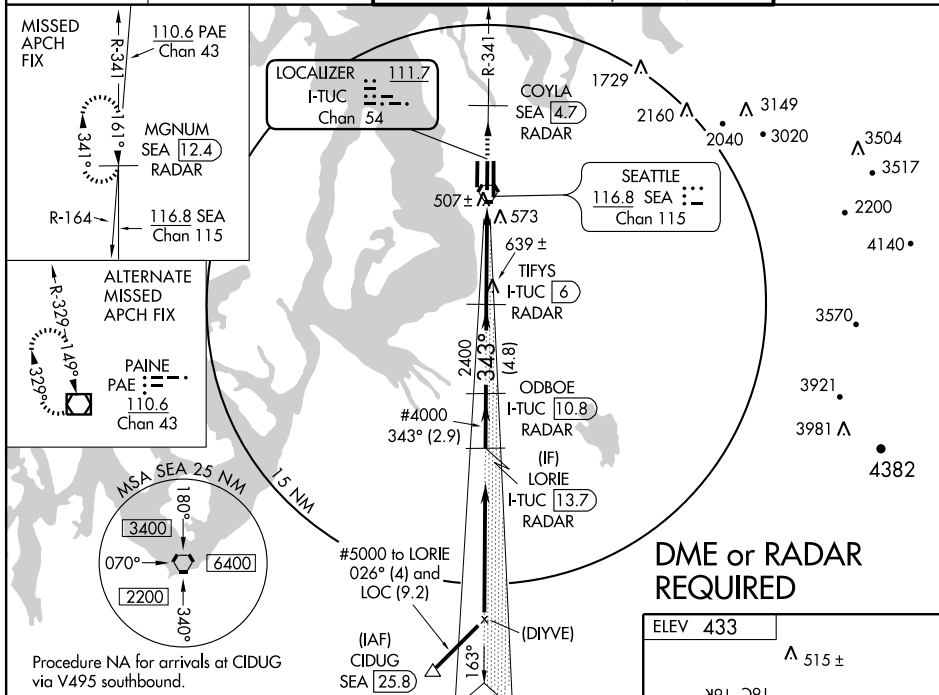 MISSED
APCH
FIX
R-341
110.6 PAE
Chan 43
161°
341°
MGNUM
SEA 12.4
RADAR
R-164
116.8 SEA
Chan 115
ALTERNATE
MISSED
APCH FIX
R-329
149°
329°
PAINE
PAE
110.6
Chan 43
LOCALIZER 111.7
I-TUC
Chan 54
R-341
COYLA
SEA 4.7
RADAR
1729
2160
2040
3149
3020
3504
3517
2200
4140
3570
3921
3981
4382
SEATTLE
116.8 SEA
Chan 115
507 ±
573
639 ±
TIFYS
I-TUC 6
RADAR
2400
343°
(4.8)
ODBOE
I-TUC 10.8
RADAR
#4000
343° (2.9)
(IF)
LORIE
I-TUC 13.7
RADAR
15 NM
MSA SEA 25 NM
180°
3400
070°
6400
2200
340°
#5000 to LORIE
026° (4) and
LOC (9.2)
(DIYVE)
(IAF)
CIDUG
SEA 25.8
163°
Procedure NA for arrivals at CIDUG
via V495 southbound.
DME or RADAR
REQUIRED
ELEV 433
515 ±